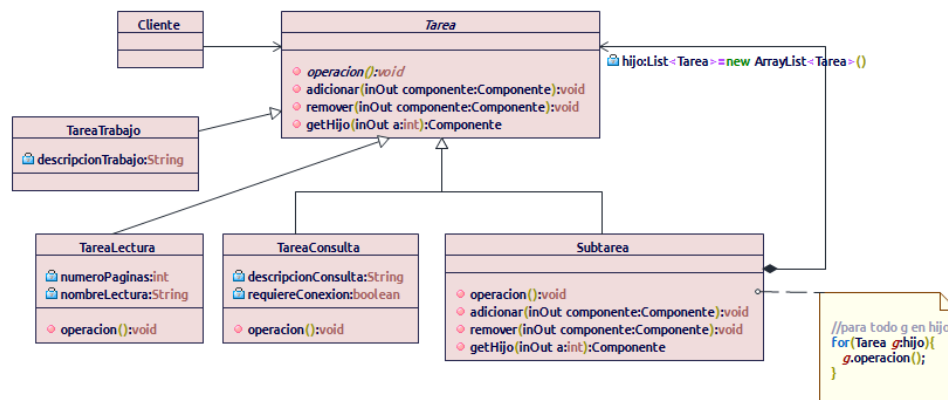 Cliente
Tarea
operacion():void
adicionar(inOut componente:Componente):void
remover(inOut componente:Componente):void
getHijo(inOut a:int):Componente
hijo:List<Tarea>=new ArrayList<Tarea>()
TareaTrabajo
descripcionTrabajo:String
TareaLectura
numeroPaginas:int
nombreLectura:String
operacion():void
TareaConsulta
descripcionConsulta:String
requiereConexion:boolean
operacion():void
Subtarea
operacion():void
adicionar(inOut componente:Componente):void
remover(inOut componente:Componente):void
getHijo(inOut a:int):Componente
//para todo g en hijo
for(Tarea g:hijo){
g.operacion();
}